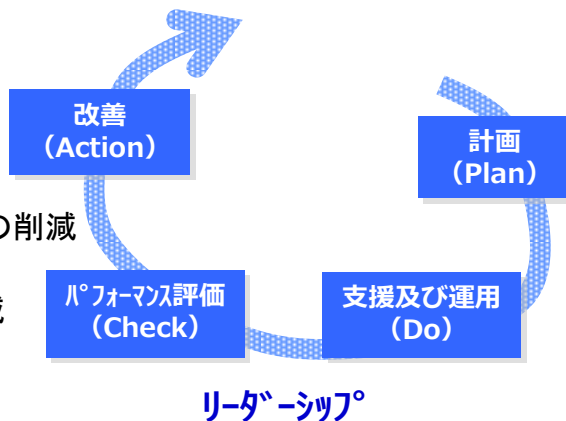 改善
（Action）
計画
（Plan）
の削減
ﾊﾟﾌｫｰﾏﾝｽ評価
（Check）
支援及び運用
（Do）
ﾘｰﾀﾞｰｼｯﾌﾟ